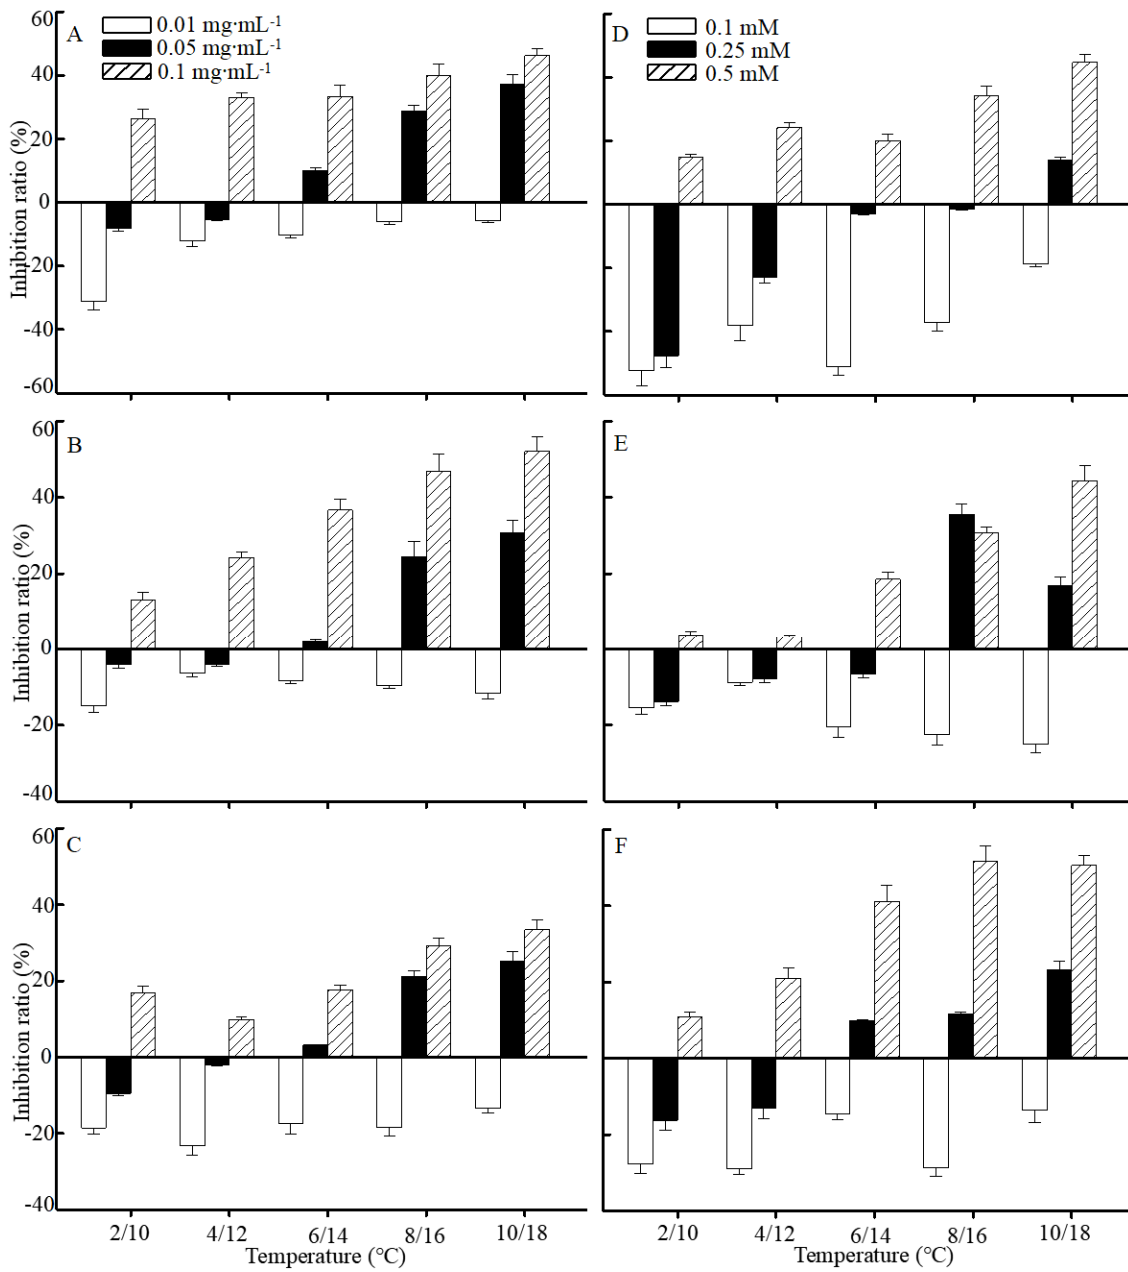 A
0.01 mg·mL⁻¹
0.05 mg·mL⁻¹
0.1 mg·mL⁻¹
60
40
20
0
-20
-40
-60
Inhibition ratio (%)
D
0.1 mM
0.25 mM
0.5 mM
B
60
40
20
0
-20
-40
Inhibition ratio (%)
E
C
60
40
20
0
-20
-40
Inhibition ratio (%)
2/10 4/12 6/14 8/16 10/18
Temperature (°C)
F
2/10 4/12 6/14 8/16 10/18
Temperature (°C)